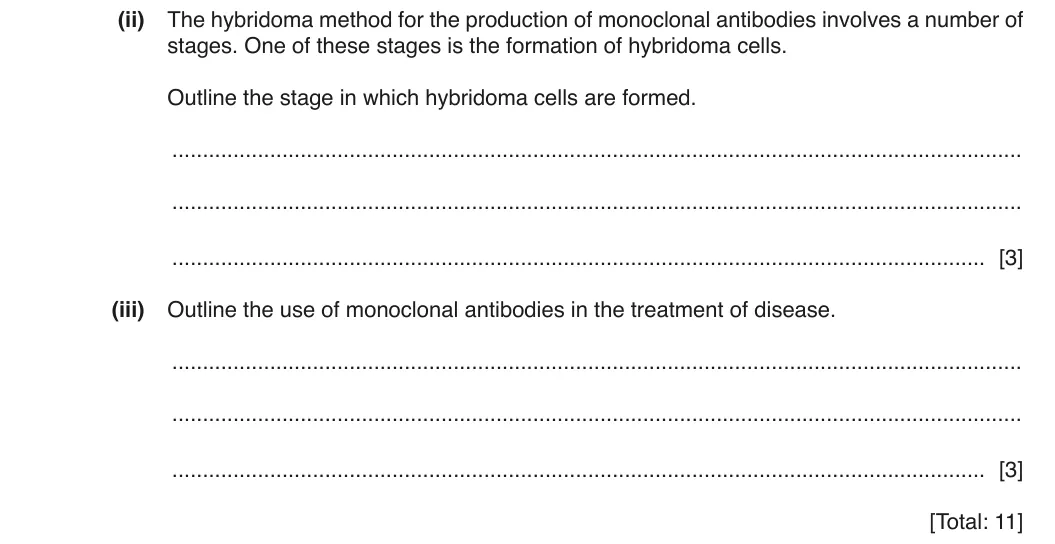 (ii) The hybridoma method for the production of monoclonal antibodies involves a number of
stages. One of these stages is the formation of hybridoma cells.
Outline the stage in which hybridoma cells are formed.
...........................................................................................................................................
...........................................................................................................................................
..................................................................................................................................... [3]
(iii) Outline the use of monoclonal antibodies in the treatment of disease.
...........................................................................................................................................
...........................................................................................................................................
..................................................................................................................................... [3]
[Total: 11]